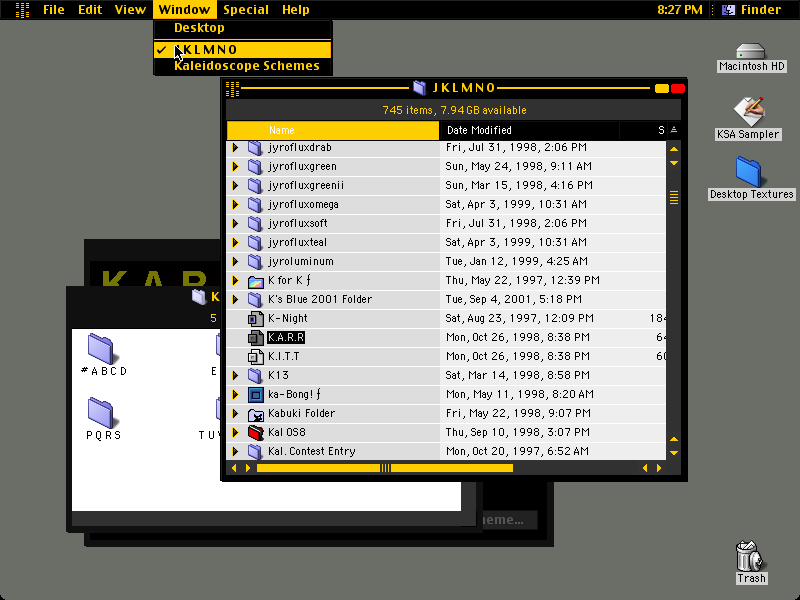 File Edit View Window Special Help 8:27 PM Finder
Desktop
JKLMNO
Kaleidoscope Schemes
JKLMNO
745 items, 7.94 GB available
Name Date Modified S
jyrofluxdrab Fri, Jul 31, 1998, 2:06 PM
jyrofluxgreen Sun, May 24, 1998, 9:11 AM
jyrofluxgreenii Sun, Mar 15, 1998, 4:16 PM
jyrofluxomega Sat, Apr 3, 1999, 10:31 AM
jyrofluxsoft Fri, Jul 31, 1998, 2:06 PM
jyrofluxteal Sat, Apr 3, 1999, 10:31 AM
jyroluminum Tue, Jan 12, 1999, 4:25 AM
K for K ƒ Thu, May 22, 1997, 12:39 PM
K's Blue 2001 Folder Tue, Sep 4, 2001, 5:18 PM
K-Night Sat, Aug 23, 1997, 12:09 PM 184
K.A.R.R Mon, Oct 26, 1998, 8:38 PM 64
K.I.T.T Mon, Oct 26, 1998, 8:38 PM 60
K13 Sat, Mar 14, 1998, 8:58 PM
ka-Bong! ƒ Mon, May 11, 1998, 8:20 AM
Kabuki Folder Fri, May 22, 1998, 9:07 PM
Kal OS8 Thu, Sep 10, 1998, 3:07 PM
Kal. Contest Entry Mon, Oct 20, 1997, 6:52 AM
K.A.R
K
5
#ABCD
E
PQRS
TUV
eme...
Macintosh HD
KSA Sampler
Desktop Textures
Trash